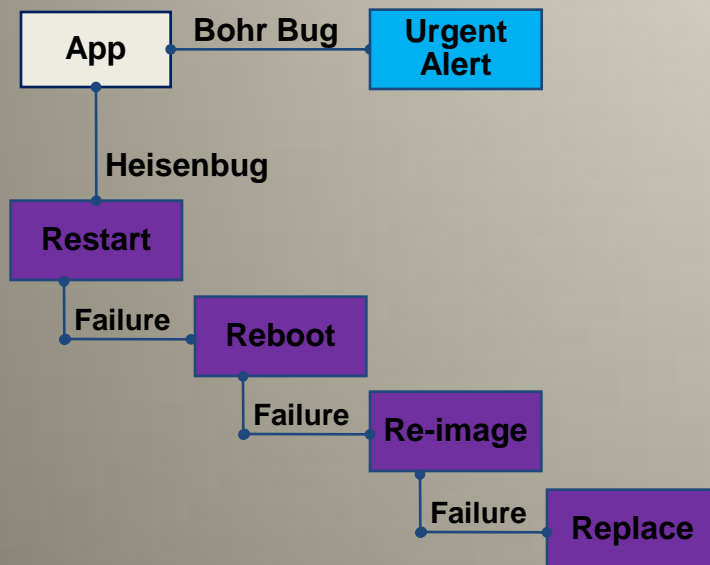 App
Bohr Bug
Urgent
Alert
Heisenbug
Restart
Failure
Reboot
Failure
Re-image
Failure
Replace